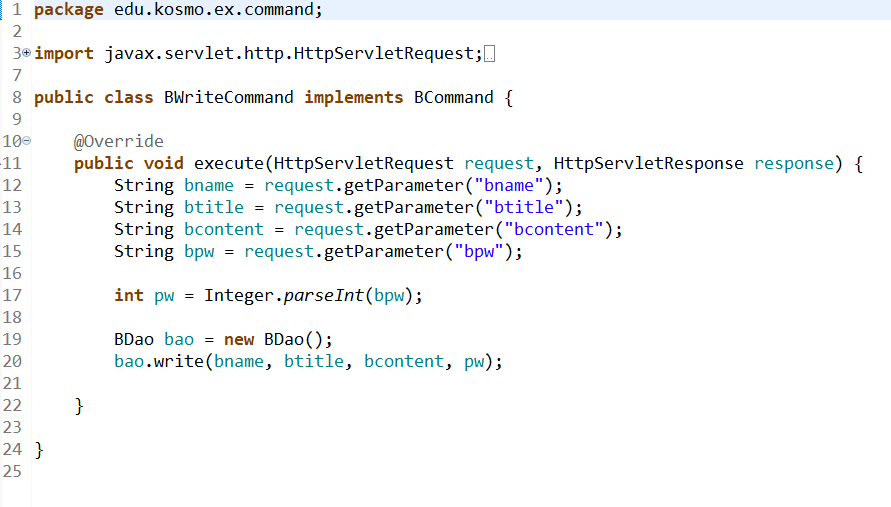 1 package edu.kosmo.ex.command;
2
3 import javax.servlet.http.HttpServletRequest;
7
8 public class BWriteCommand implements BCommand {
9
10 @Override
11 public void execute(HttpServletRequest request, HttpServletResponse response) {
12 String bname = request.getParameter("bname");
13 String btitle = request.getParameter("btitle");
14 String bcontent = request.getParameter("bcontent");
15 String bpw = request.getParameter("bpw");
16
17 int pw = Integer.parseInt(bpw);
18
19 BDao bao = new BDao();
20 bao.write(bname, btitle, bcontent, pw);
21
22 }
23
24 }
25